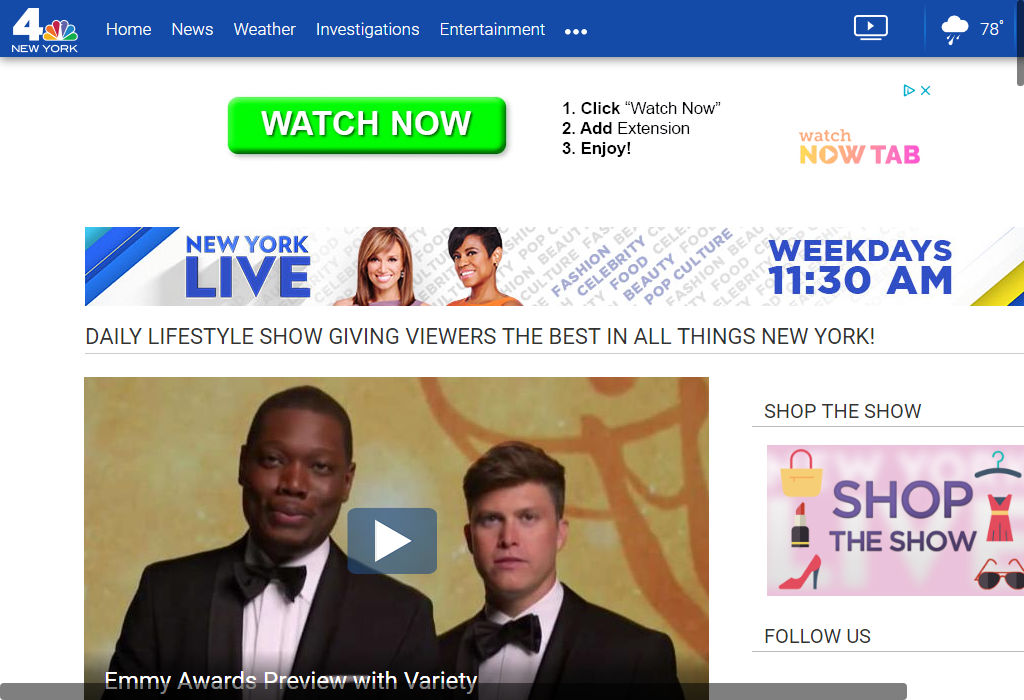 4
NEW YORK
Home News Weather Investigations Entertainment •••
78°
WATCH NOW
1. Click “Watch Now”
2. Add Extension
3. Enjoy!
watch
NOW TAB
NEW YORK
LIVE
FASHION
CELEBRITY
FOOD
BEAUTY
POP CULTURE
WEEKDAYS
11:30 AM
DAILY LIFESTYLE SHOW GIVING VIEWERS THE BEST IN ALL THINGS NEW YORK!
Emmy Awards Preview with Variety
SHOP THE SHOW
SHOP
THE SHOW
FOLLOW US